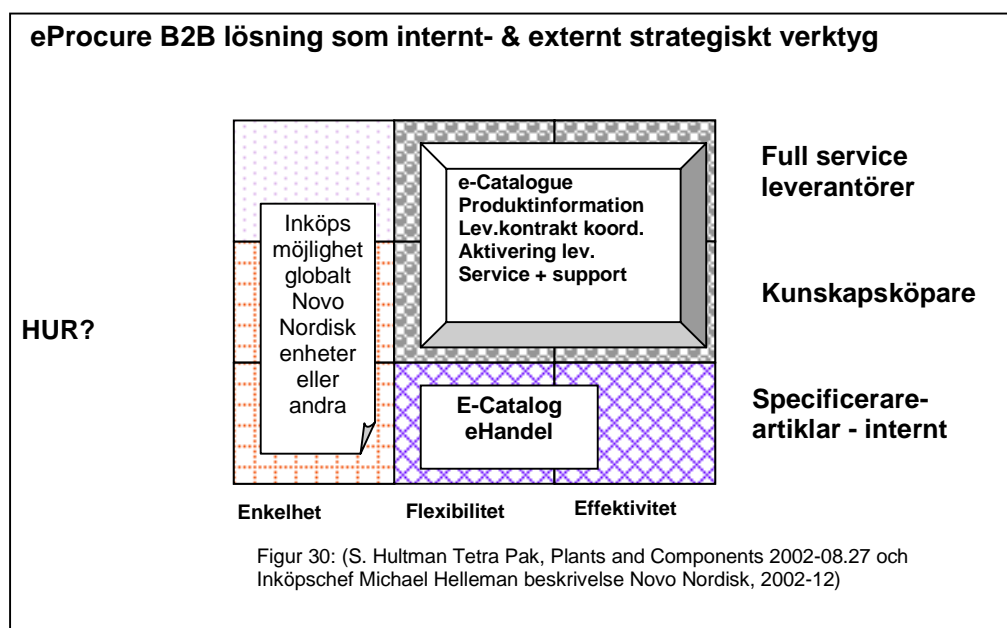 eProcure B2B lösning som internt- & externt strategiskt verktyg
Full service
leverantörer
e-Catalogue
Produktinformation
Lev.kontrakt koord.
Aktivering lev.
Service + support
Inköps
möjlighet
globalt
Novo
Nordisk
enheter
eller
andra
HUR?
Kunskapsköpare
E-Catalog
eHandel
Specificerare-
artiklar - internt
Enkelhet
Flexibilitet
Effektivitet
Figur 30: (S. Hultman Tetra Pak, Plants and Components 2002-08.27 och
Inköpschef Michael Helleman beskrivelse Novo Nordisk, 2002-12)